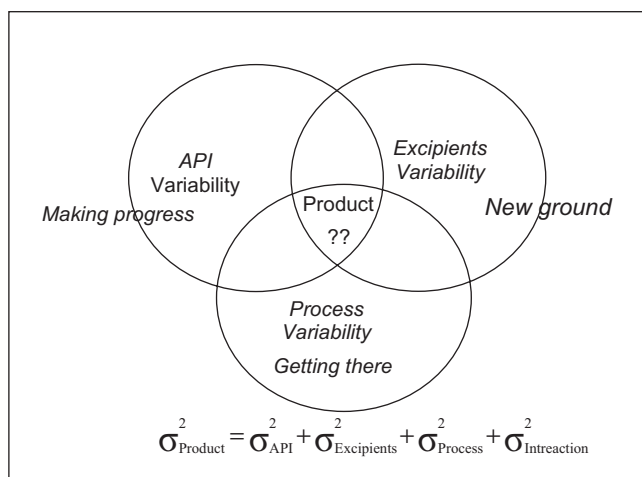 API
Variability
Making progress
Excipients
Variability
New ground
Product
??
Process
Variability
Getting there
σ²Product = σ²API + σ²Excipients + σ²Process + σ²Intreaction